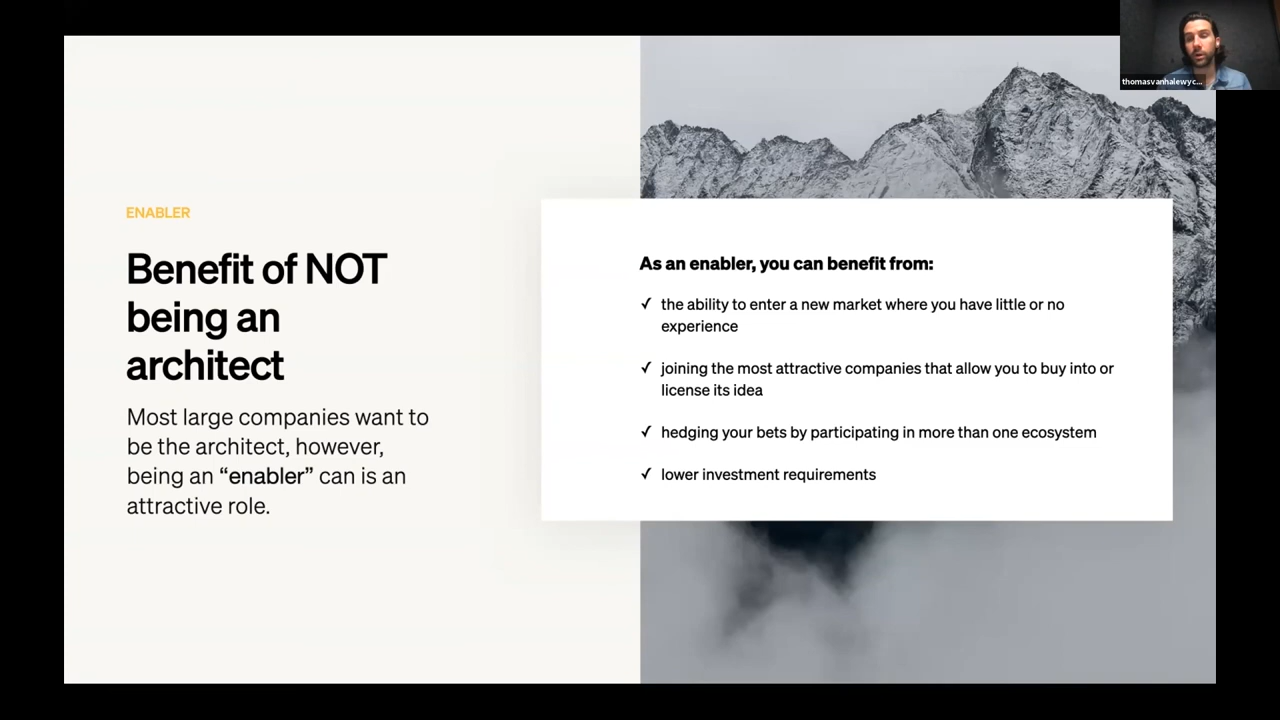 thomasvanhalewyc...
ENABLER
Benefit of NOT
being an
architect
Most large companies want to
be the architect, however,
being an “enabler” can is an
attractive role.
As an enabler, you can benefit from:
✓ the ability to enter a new market where you have little or no
experience
✓ joining the most attractive companies that allow you to buy into or
license its idea
✓ hedging your bets by participating in more than one ecosystem
✓ lower investment requirements